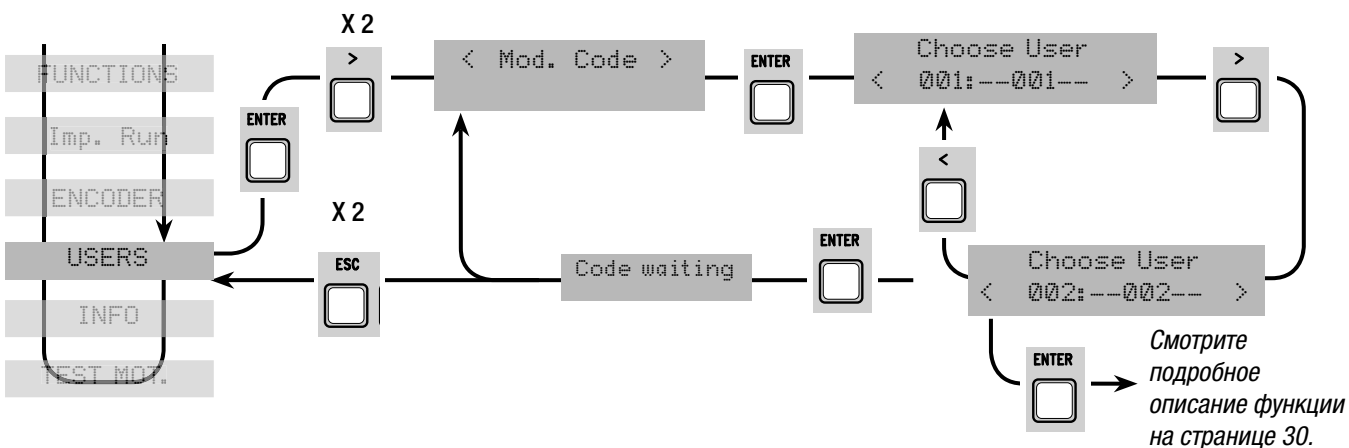 X 2
>
< Mod. Code >
ENTER
Choose User
< 001:--001-- >
>
FUNCTIONS
Imp. Run
ENCODER
USERS
INFO
TEST MOT.
ENTER
X 2
ESC
Code waiting
ENTER
<
Choose User
< 002:--002-- >
ENTER
Смотрите
подробное
описание функции
на странице 30.